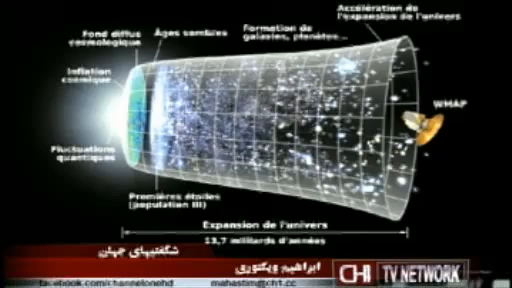 Accélération de
l'expansion de l'univers
Fond diffus
cosmologique
Âges sombres
Formation de
galaxies, planètes...
Inflation
cosmique
WMAP
Fluctuations
quantiques
Premières étoiles
(population III)
Expansion de l'univers
13,7 milliards d'années
شگفتیهای جهان
ابراهیم ویکتوری
CH1 TV NETWORK
facebook.com/channelonehd mahastim@ch1.cc